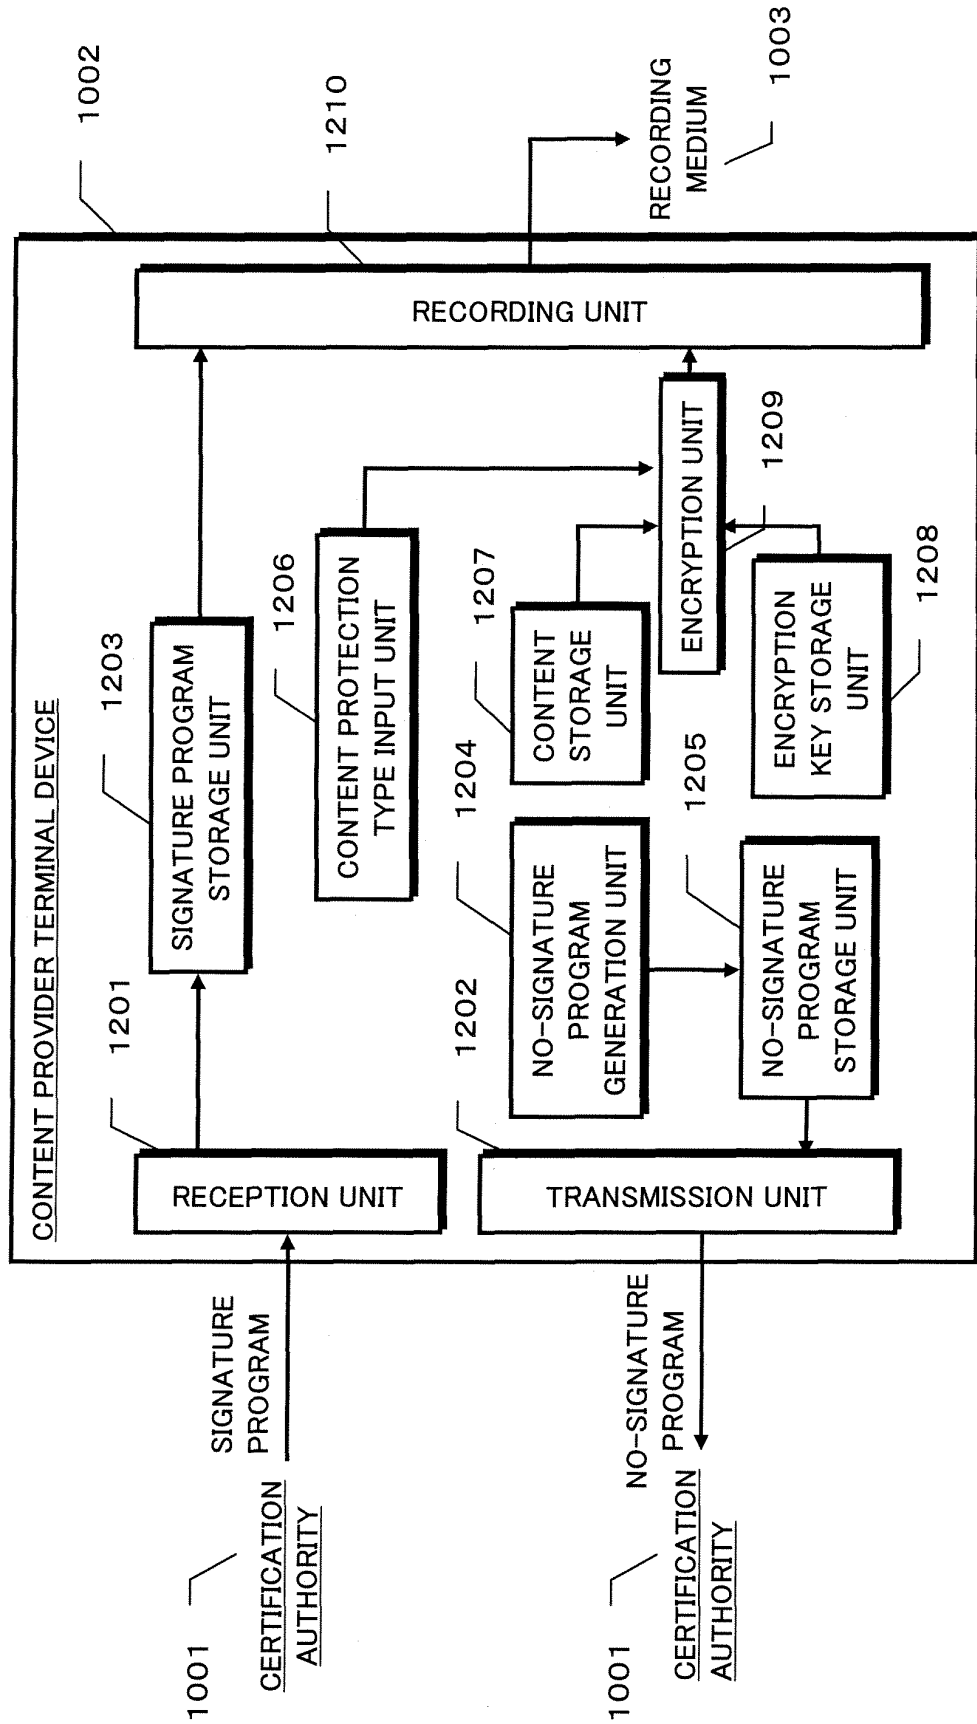 CONTENT PROVIDER TERMINAL DEVICE
1002
1001
CERTIFICATION
AUTHORITY
SIGNATURE
PROGRAM
RECEPTION UNIT
1201
SIGNATURE PROGRAM
STORAGE UNIT
1203
CONTENT PROTECTION
TYPE INPUT UNIT
1206
RECORDING UNIT
1210
RECORDING
MEDIUM
1003
1001
CERTIFICATION
AUTHORITY
NO-SIGNATURE
PROGRAM
TRANSMISSION UNIT
1202
NO-SIGNATURE
PROGRAM
GENERATION UNIT
1204
NO-SIGNATURE
PROGRAM
STORAGE UNIT
1205
CONTENT
STORAGE
UNIT
1207
ENCRYPTION UNIT
1209
ENCRYPTION
KEY STORAGE
UNIT
1208